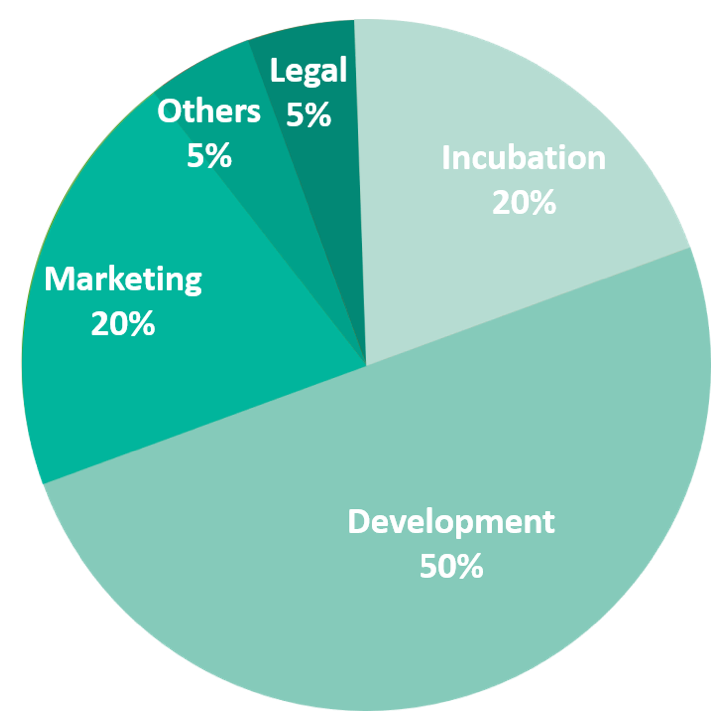 Legal
5%
Others
5%
Incubation
20%
Marketing
20%
Development
50%